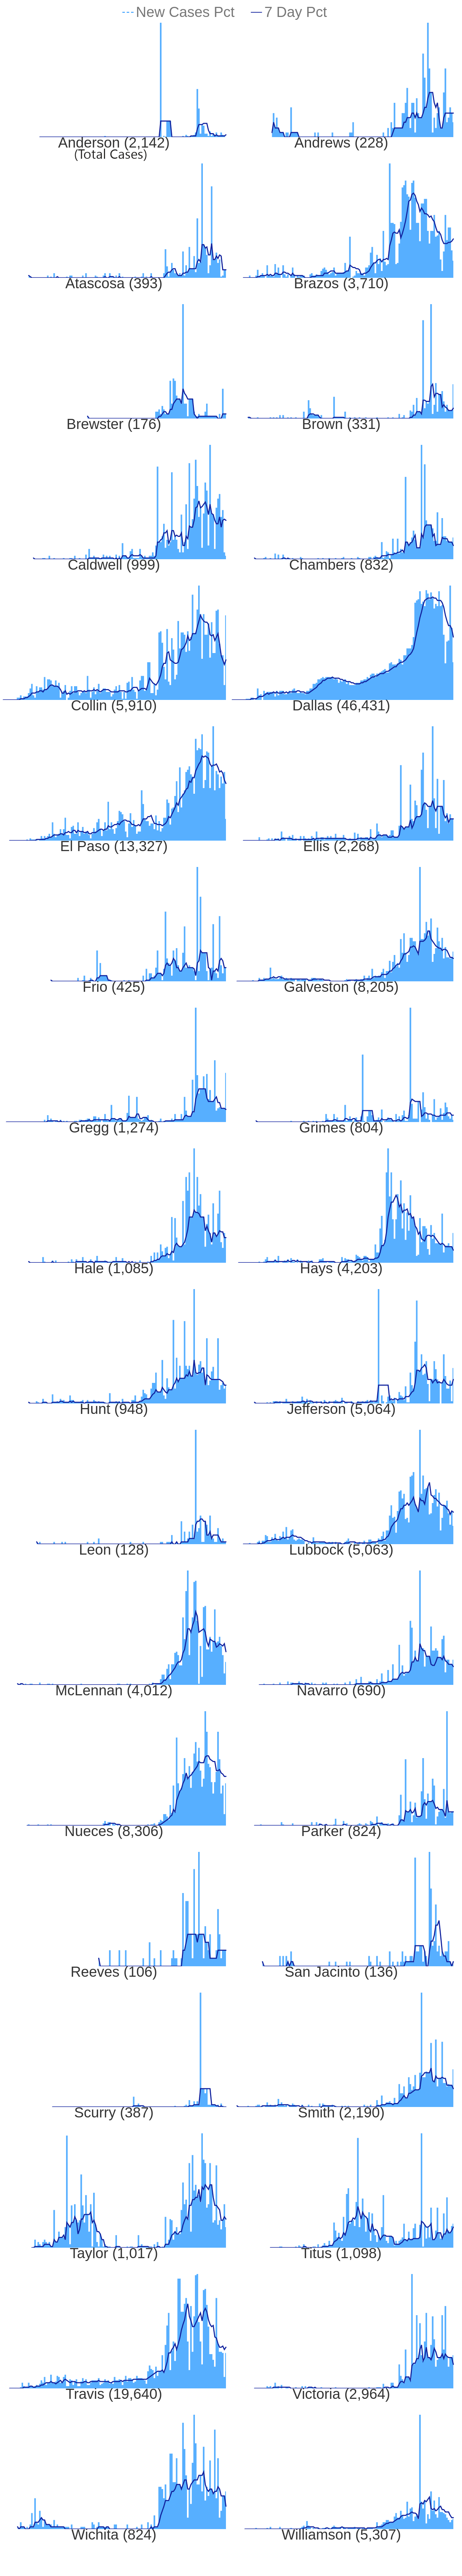 New Cases Pct 7 Day Pct
Anderson (2,142) Andrews (228)
(Total Cases)
Atascosa (393) Brazos (3,710)
Brewster (176) Brown (331)
Caldwell (999) Chambers (832)
Collin (5,910) Dallas (46,431)
El Paso (13,327) Ellis (2,268)
Frio (425) Galveston (8,205)
Gregg (1,274) Grimes (804)
Hale (1,085) Hays (4,203)
Hunt (948) Jefferson (5,064)
Leon (128) Lubbock (5,063)
McLennan (4,012) Navarro (690)
Nueces (8,306) Parker (824)
Reeves (106) San Jacinto (136)
Scurry (387) Smith (2,190)
Taylor (1,017) Titus (1,098)
Travis (19,640) Victoria (2,964)
Wichita (824) Williamson (5,307)